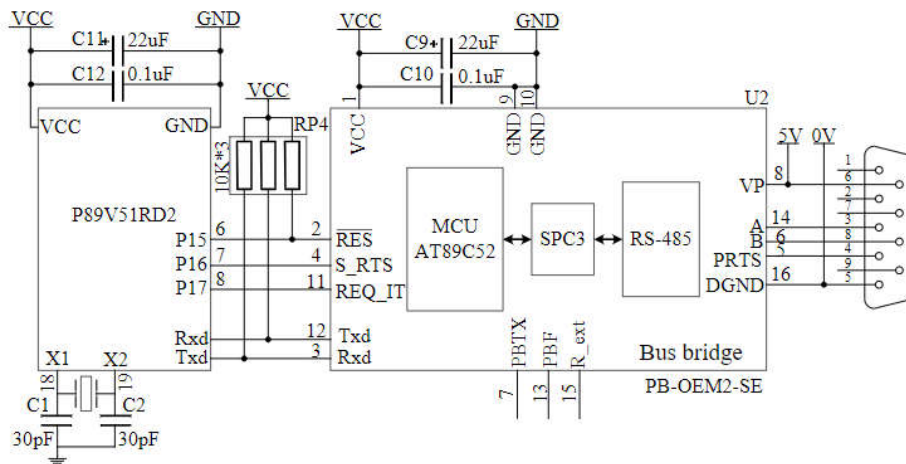 VCC GND VCC GND
C11 + 22uF C9 + 22uF
C12 0.1uF C10 0.1uF
VCC 1 9 10 U2
VCC GND RP4 VCC GND GND 5V 0V
10K*3
P89V51RD2 MCU AT89C52 SPC3 RS-485
VP 8
P15 6 2 RES A 14
B 6
P16 7 4 S_RTS PRTS 5
P17 8 11 REQ_IT DGND 16
1
6
2
7
3
8
4
9
5
Rxd 12 Txd
Txd 3 Rxd
X1 X2
18 19
PBTX PBF R_ext
7 13 15
Bus bridge
PB-OEM2-SE
C1 C2
30pF 30pF